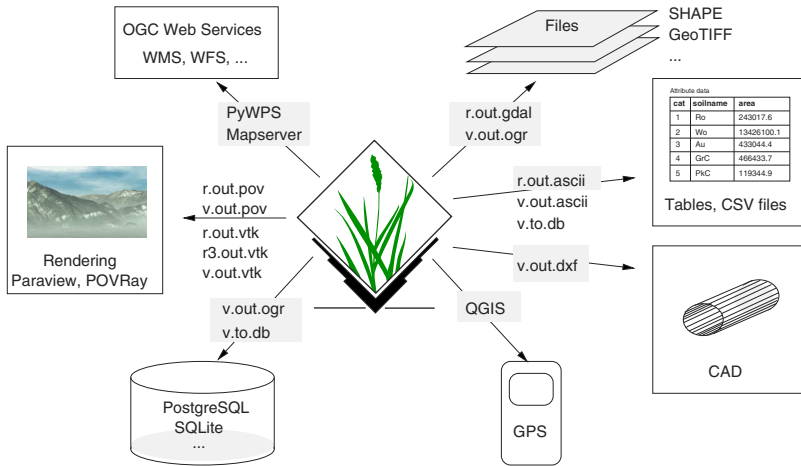 OGC Web Services
WMS, WFS, ...
Files
SHAPE
GeoTIFF
...
PyWPS
Mapserver
r.out.gdal
v.out.ogr
Attribute data
cat soilname area
1 Ro 243017.6
2 Wo 13426100.1
3 Au 433044.4
4 GrC 466433.7
5 PkC 119344.9
Tables, CSV files
r.out.ascii
v.out.ascii
v.to.db
r.out.pov
v.out.pov
r.out.vtk
r3.out.vtk
v.out.vtk
Rendering
Paraview, POVRay
v.out.dxf
CAD
v.out.ogr
v.to.db
QGIS
PostgreSQL
SQLite
...
GPS